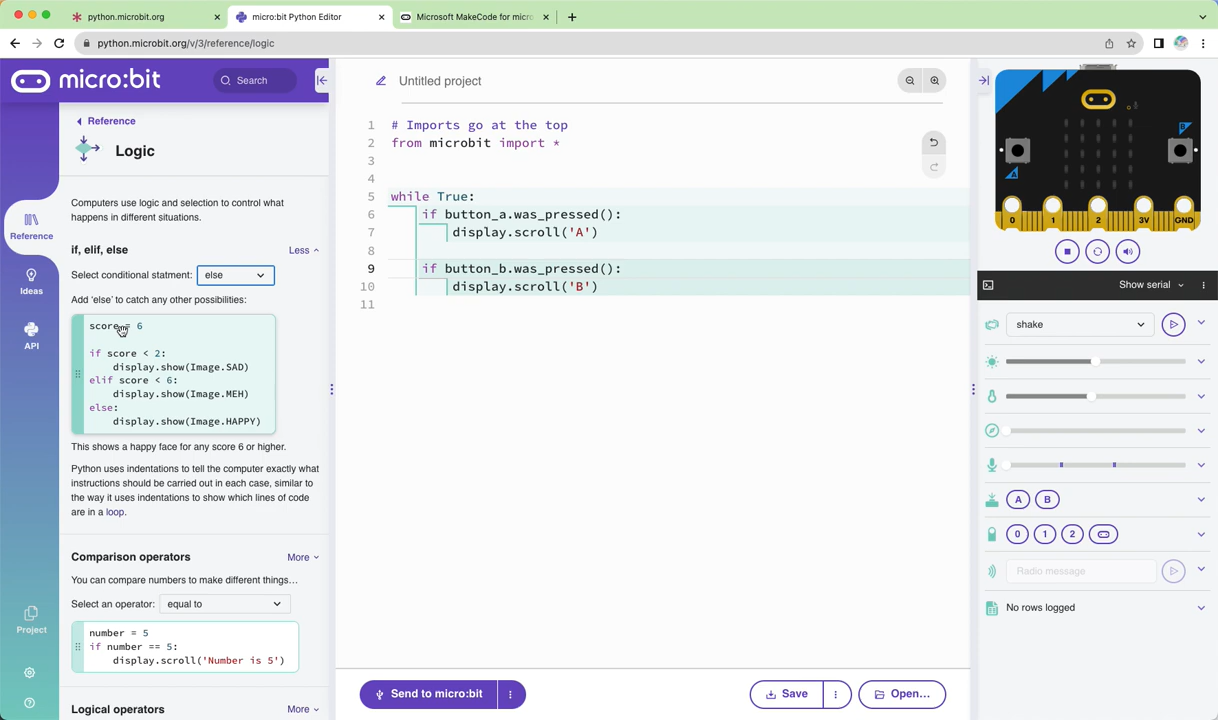 python.microbit.org
micro:bit Python Editor
Microsoft MakeCode for micro
python.microbit.org/v/3/reference/logic
micro:bit
Search
Untitled project
Reference
Logic
Computers use logic and selection to control what
happens in different situations.
if, elif, else
Less
Select conditional statment: else
Add 'else' to catch any other possibilities:
score = 6
if score < 2:
display.show(Image.SAD)
elif score < 6:
display.show(Image.MEH)
else:
display.show(Image.HAPPY)
This shows a happy face for any score 6 or higher.
Python uses indentations to tell the computer exactly what
instructions should be carried out in each case, similar to
the way it uses indentations to show which lines of code
are in a loop.
Comparison operators
More
You can compare numbers to make different things…
Select an operator: equal to
number = 5
if number == 5:
display.scroll('Number is 5')
Logical operators
More
Reference
Ideas
API
Project
1 # Imports go at the top
2 from microbit import *
3
4
5 while True:
6 if button_a.was_pressed():
7 display.scroll('A')
8
9 if button_b.was_pressed():
10 display.scroll('B')
11
Send to micro:bit
Save
Open...
A
B
0 1 2 3V GND
Show serial
shake
A B
0 1 2
Radio message
No rows logged